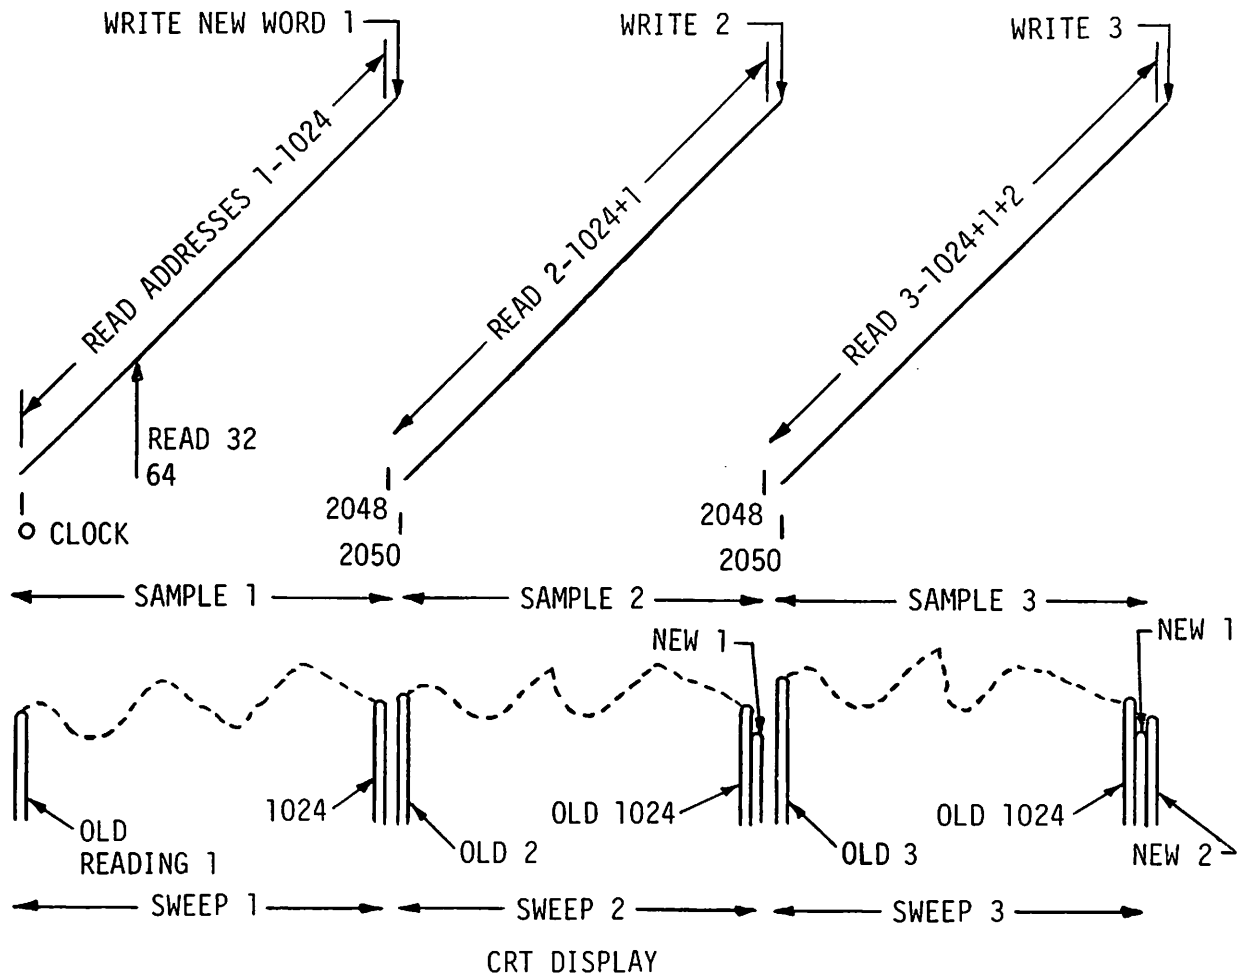 WRITE NEW WORD 1
WRITE 2
WRITE 3
READ ADDRESSES 1-1024
READ 2-1024+1
READ 3-1024+1+2
READ 32
64
2048
2048
O CLOCK
2050
2050
SAMPLE 1
SAMPLE 2
SAMPLE 3
NEW 1
NEW 1
1024
OLD 1024
OLD 1024
OLD
READING 1
OLD 2
OLD 3
NEW 2
SWEEP 1
SWEEP 2
SWEEP 3
CRT DISPLAY